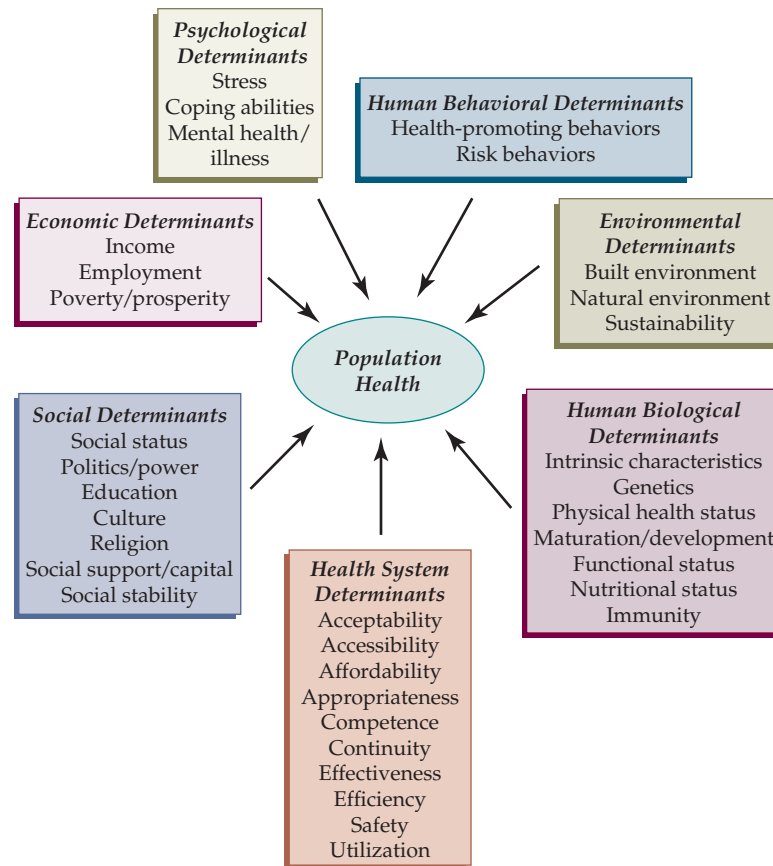 Psychological
Determinants
Stress
Coping abilities
Mental health/
illness
Human Behavioral Determinants
Health-promoting behaviors
Risk behaviors
Economic Determinants
Income
Employment
Poverty/prosperity
Environmental
Determinants
Built environment
Natural environment
Sustainability
Population
Health
Social Determinants
Social status
Politics/power
Education
Culture
Religion
Social support/capital
Social stability
Human Biological
Determinants
Intrinsic characteristics
Genetics
Physical health status
Maturation/development
Functional status
Nutritional status
Immunity
Health System
Determinants
Acceptability
Accessibility
Affordability
Appropriateness
Competence
Continuity
Effectiveness
Efficiency
Safety
Utilization